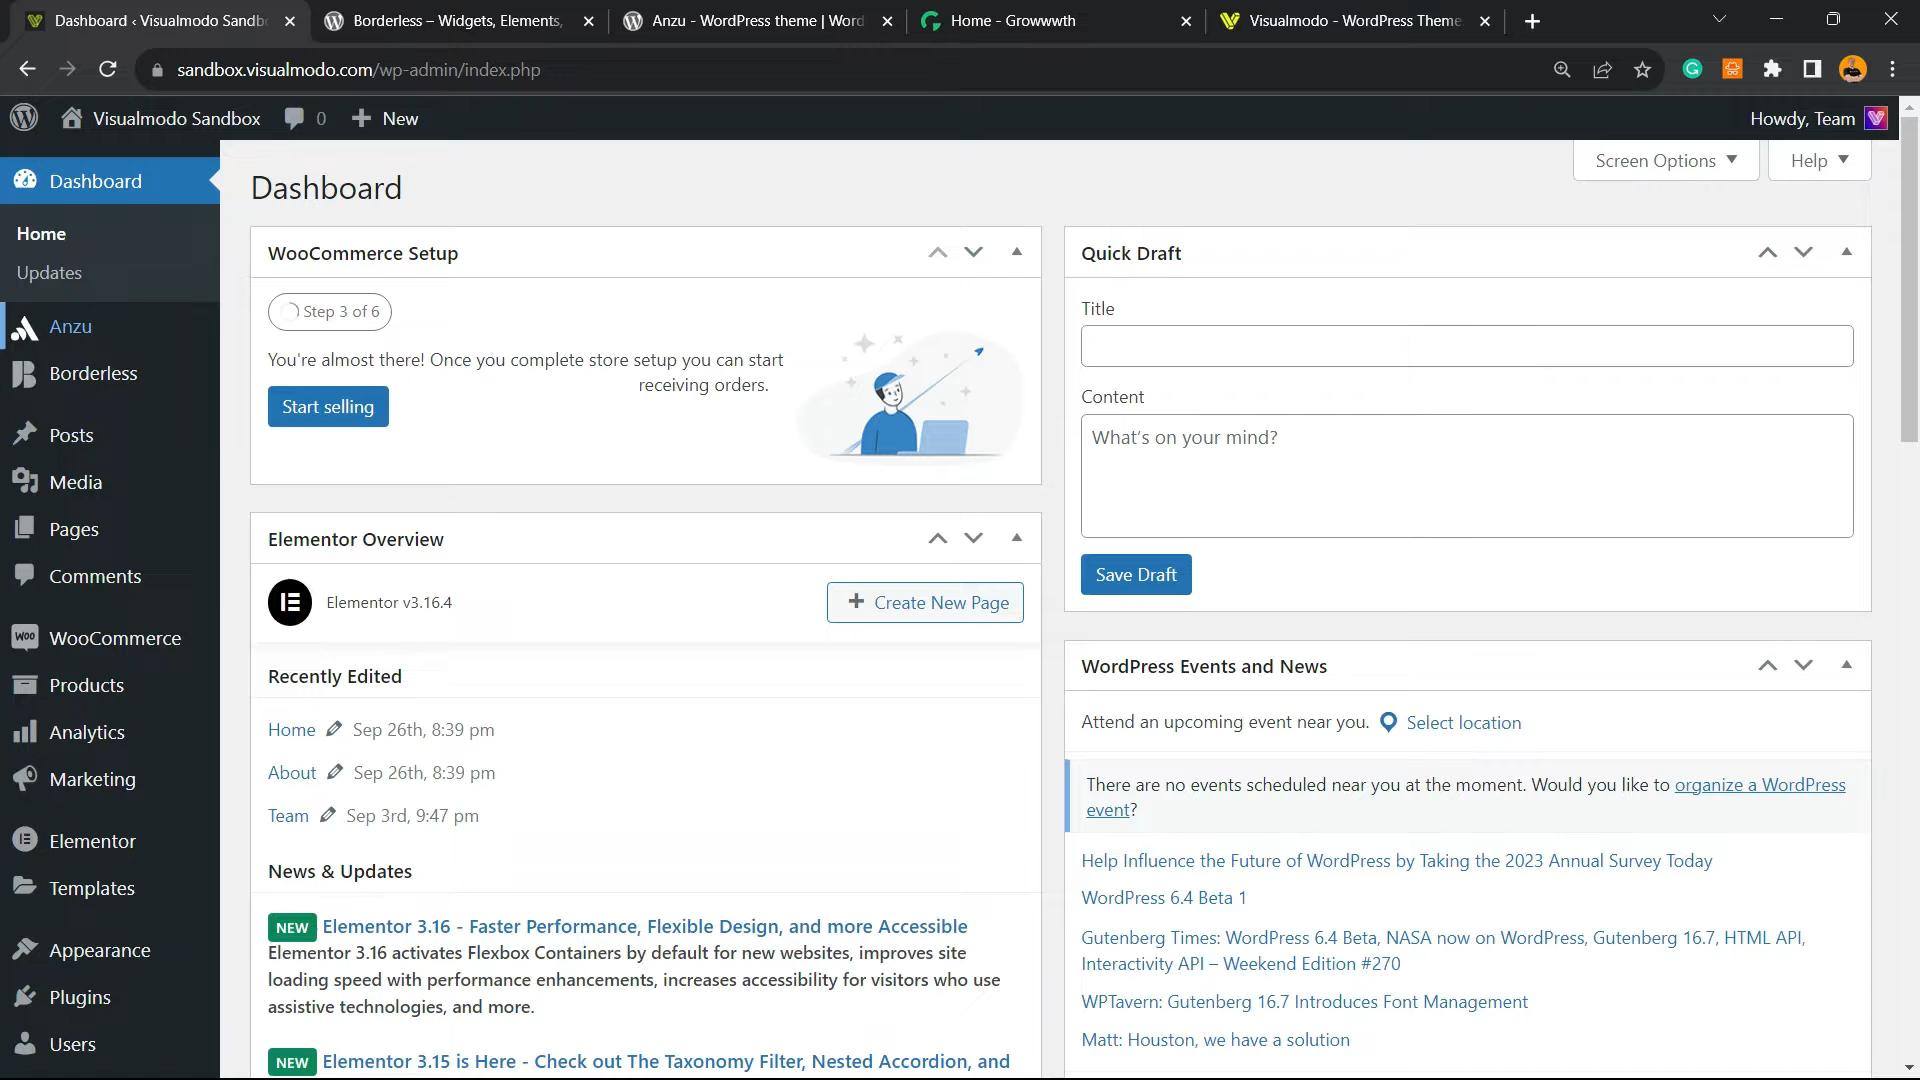 Dashboard ‹ Visualmodo Sandb
Borderless – Widgets, Elements,
Anzu - WordPress theme | Word
Home - Growwwth
Visualmodo - WordPress Theme
sandbox.visualmodo.com/wp-admin/index.php
Visualmodo Sandbox
0
New
Howdy, Team
Screen Options
Help
Dashboard
Home
Updates
Anzu
Borderless
Posts
Media
Pages
Comments
WooCommerce
Products
Analytics
Marketing
Elementor
Templates
Appearance
Plugins
Users
Dashboard
WooCommerce Setup
Step 3 of 6
You're almost there! Once you complete store setup you can start
receiving orders.
Start selling
Elementor Overview
Elementor v3.16.4
Create New Page
Recently Edited
Home Sep 26th, 8:39 pm
About Sep 26th, 8:39 pm
Team Sep 3rd, 9:47 pm
News & Updates
NEW Elementor 3.16 - Faster Performance, Flexible Design, and more Accessible
Elementor 3.16 activates Flexbox Containers by default for new websites, improves site
loading speed with performance enhancements, increases accessibility for visitors who use
assistive technologies, and more.
NEW Elementor 3.15 is Here - Check out The Taxonomy Filter, Nested Accordion, and
Quick Draft
Title
Content
What's on your mind?
Save Draft
WordPress Events and News
Attend an upcoming event near you. Select location
There are no events scheduled near you at the moment. Would you like to organize a WordPress
event?
Help Influence the Future of WordPress by Taking the 2023 Annual Survey Today
WordPress 6.4 Beta 1
Gutenberg Times: WordPress 6.4 Beta, NASA now on WordPress, Gutenberg 16.7, HTML API,
Interactivity API – Weekend Edition #270
WPTavern: Gutenberg 16.7 Introduces Font Management
Matt: Houston, we have a solution